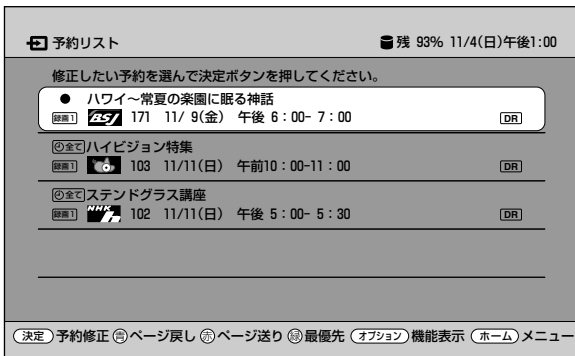 予約リスト 残 93% 11/4(日)午後1:00
修正したい予約を選んで決定ボタンを押してください。
● ハワイ～常夏の楽園に眠る神話
録画1 BSJ 171 11/ 9(金) 午後 6:00- 7:00 DR
全て ハイビジョン特集
録画1 103 11/11(日) 午前10:00-11:00 DR
全て ステンドグラス講座
録画1 NHK h 102 11/11(日) 午後 5:00- 5:30 DR
決定 予約修正 青 ページ戻し 赤 ページ送り 緑 最優先 オプション 機能表示 ホーム メニュー